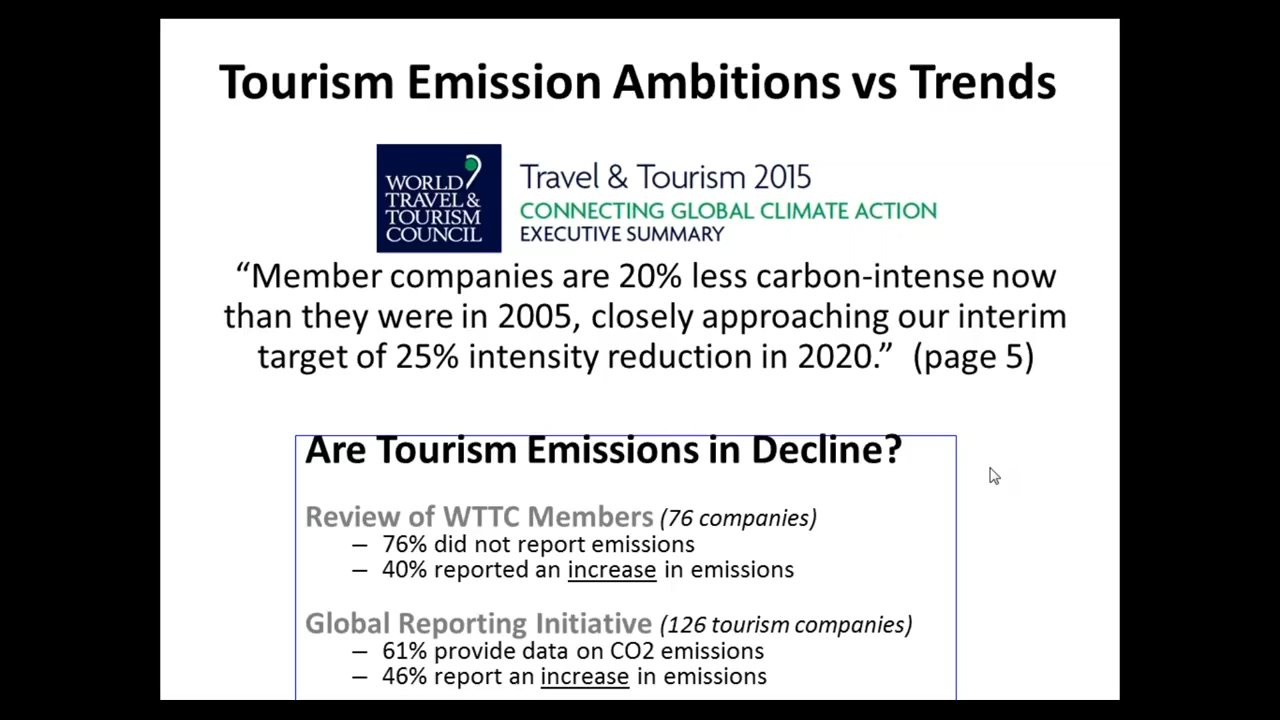 Tourism Emission Ambitions vs Trends
WORLD
TRAVEL &
TOURISM
COUNCIL
Travel & Tourism 2015
CONNECTING GLOBAL CLIMATE ACTION
EXECUTIVE SUMMARY
“Member companies are 20% less carbon-intense now
than they were in 2005, closely approaching our interim
target of 25% intensity reduction in 2020.” (page 5)
Are Tourism Emissions in Decline?
Review of WTTC Members (76 companies)
– 76% did not report emissions
– 40% reported an increase in emissions
Global Reporting Initiative (126 tourism companies)
– 61% provide data on CO2 emissions
– 46% report an increase in emissions